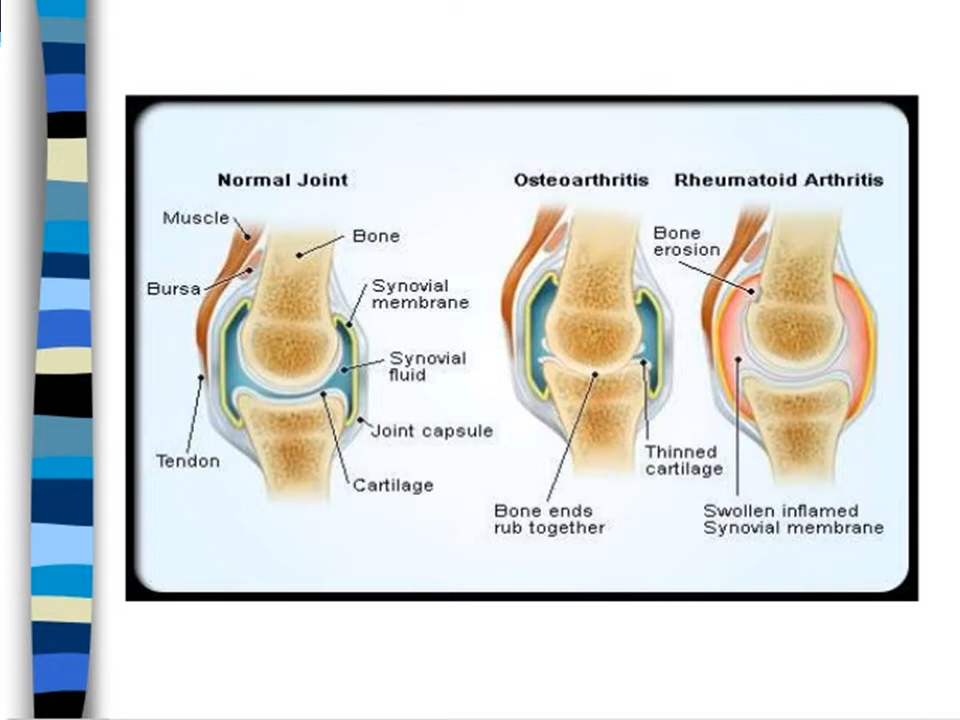 Normal Joint
Muscle
Bone
Bursa
Synovial
membrane
Synovial
fluid
Joint capsule
Tendon
Cartilage
Osteoarthritis
Thinned
cartilage
Bone ends
rub together
Rheumatoid Arthritis
Bone
erosion
Swollen inflamed
Synovial membrane